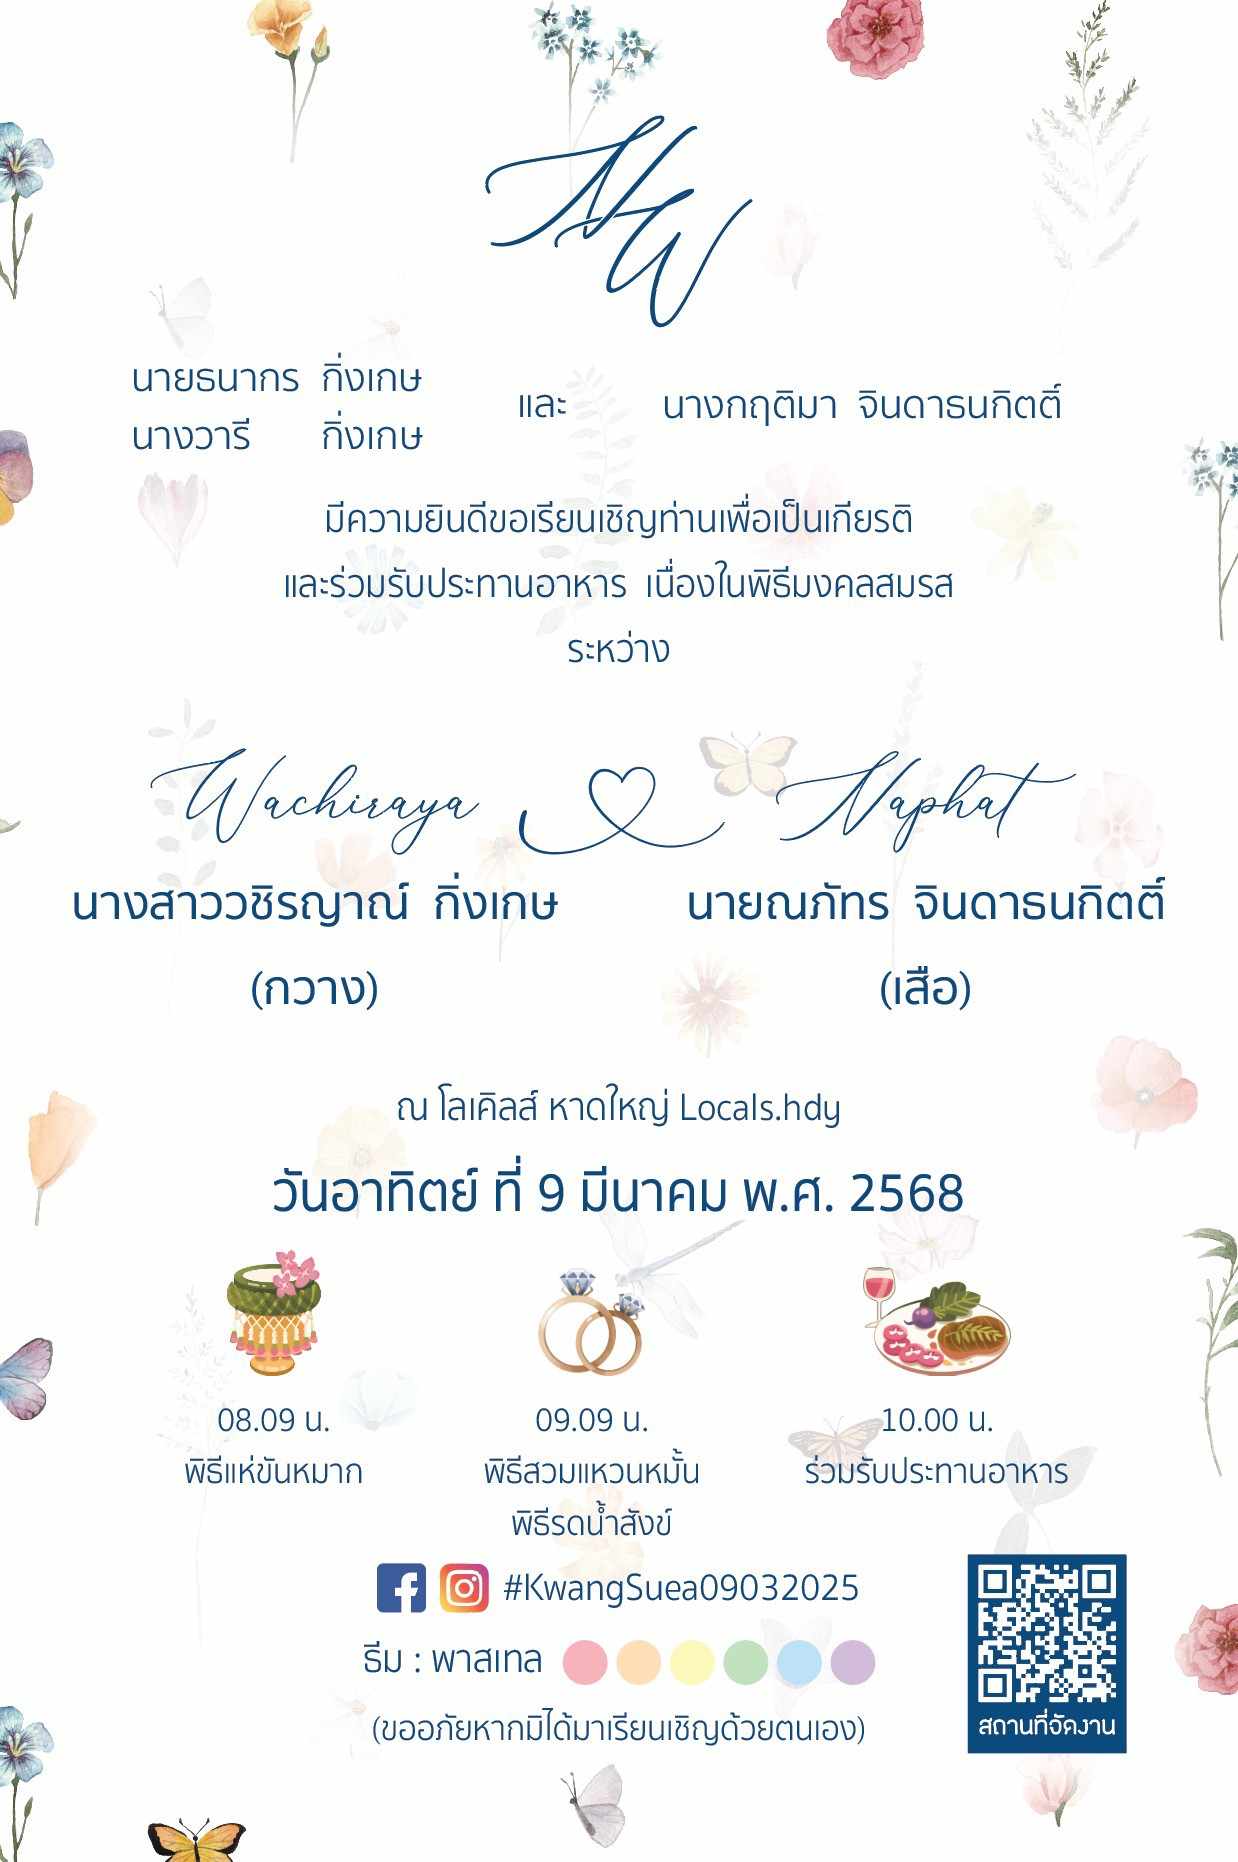 NW
นายธนากร กิ่งเกษ
นางวารี กิ่งเกษ
และ
นางกฤติมา จินดาธนกิตติ์
มีความยินดีขอเรียนเชิญท่านเพื่อเป็นเกียรติ
และร่วมรับประทานอาหาร เนื่องในพิธีมงคลสมรส
ระหว่าง
Wachiraya
Naphat
นางสาววชิรญาณ์ กิ่งเกษ
นายณภัทร จินดาธนกิตติ์
(กวาง)
(เสือ)
ณ โลเคิลส์ หาดใหญ่ Locals.hdy
วันอาทิตย์ ที่ 9 มีนาคม พ.ศ. 2568
08.09 น.
พิธีแห่ขันหมาก
09.09 น.
พิธีสวมแหวนหมั้น
พิธีรดน้ำสังข์
10.00 น.
ร่วมรับประทานอาหาร
#KwangSuea09032025
ธีม : พาสเทล
(ขออภัยหากมิได้มาเรียนเชิญด้วยตนเอง)
สถานที่จัดงาน